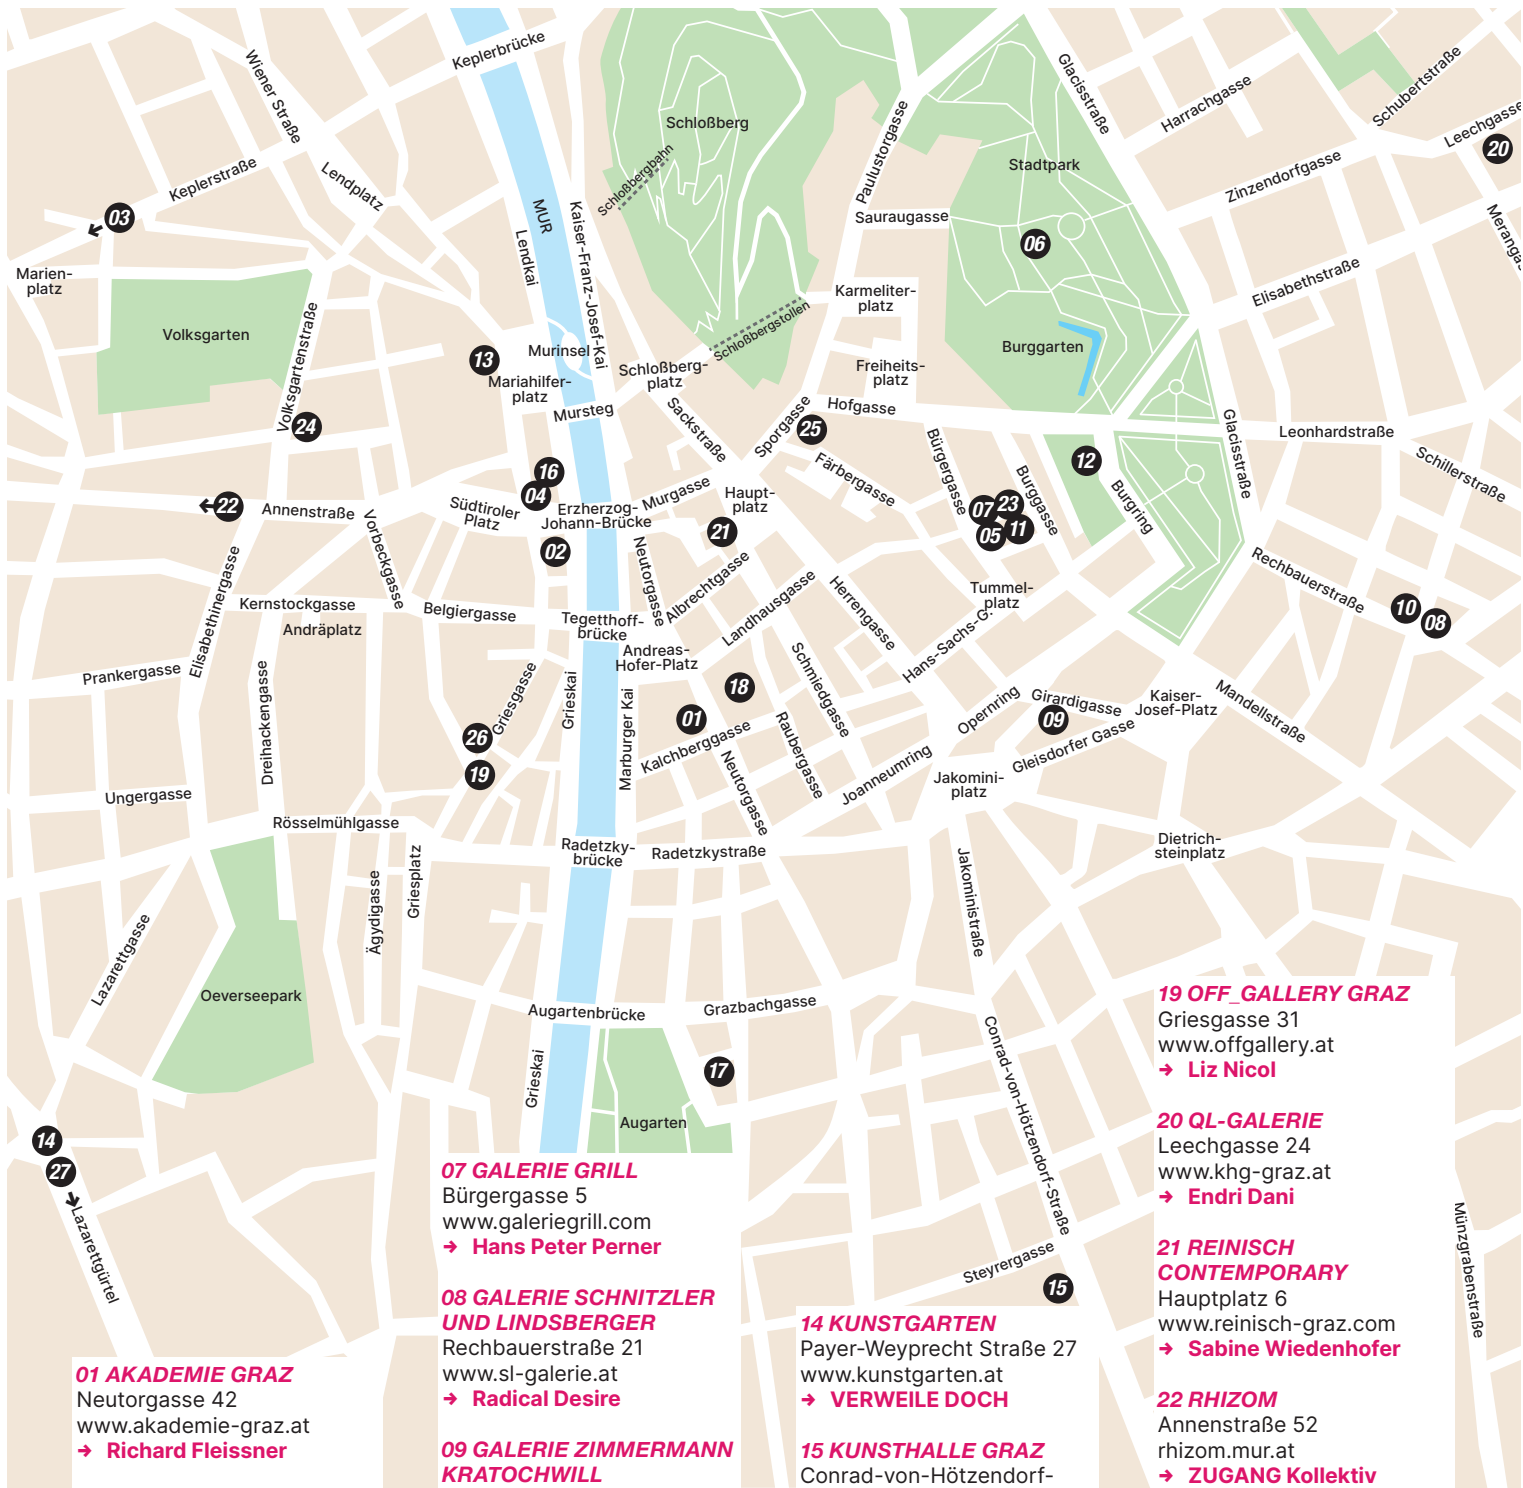 Keplerbrücke
Wiener Straße
Keplerstraße
Lendplatz
03
Marien-
platz
Volksgarten
Volksgartenstraße
24
22
Annenstraße
MUR
Lendkai
Kaiser-Franz-Josef-Kai
Schloßberg
Schloßbergbahn
Schloßbergstollen
Murinsel
13
Mariahilfer-
platz
Schloßberg-
platz
Mursteg
Sackstraße
Sporgasse
25
Hofgasse
Färbergasse
Paulustorgasse
Sauraugasse
Karmeliter-
platz
Freiheits-
platz
Stadtpark
06
Burggarten
Glacisstraße
Harrachgasse
Schubertstraße
Leechgasse
20
Zinzendorfgasse
Elisabethstraße
Glacisstraße
Leonhardstraße
Schillerstraße
12
Burgring
Bürgergasse
Burggasse
07
23
05
11
Tummel-
platz
Rechbauerstraße
10
08
16
04
Südtiroler
Platz
Erzherzog-
Johann-Brücke
02
Murgasse
Haupt-
platz
21
Neutorgasse
Albrechtgasse
Landhausgasse
Herrengasse
Hans-Sachs-G.
Vorbeckgasse
Elisabethinergasse
Kernstockgasse
Andräplatz
Belgiergasse
Tegetthoff-
brücke
Andreas-
Hofer-Platz
Prankergasse
Dreihackengasse
Griesgasse
Grieskai
Marburger Kai
26
19
01
18
Kalchberggasse
Schmiedgasse
Raubergasse
Neutorgasse
Joanneumring
Opernring
Girardigasse
09
Gleisdorfer Gasse
Kaiser-
Josef-Platz
Mandellstraße
Jakomini-
platz
Ungergasse
Rösselmühlgasse
Radetzky-
brücke
Radetzkystraße
Dietrich-
steinplatz
Jakoministraße
Griesplatz
Ägydigasse
Lazarettgasse
Oeverseepark
Augartenbrücke
Grazbachgasse
Grieskai
17
Augarten
Conrad-von-Hötzendorf-Straße
Steyrergasse
15
Münzgrabenstraße
14
27
Lazarettgürtel
01 AKADEMIE GRAZ
Neutorgasse 42
www.akademie-graz.at
→ Richard Fleissner
07 GALERIE GRILL
Bürgergasse 5
www.galeriegrill.com
→ Hans Peter Perner
08 GALERIE SCHNITZLER
UND LINDSBERGER
Rechbauerstraße 21
www.sl-galerie.at
→ Radical Desire
09 GALERIE ZIMMERMANN
KRATOCHWILL
14 KUNSTGARTEN
Payer-Weyprecht Straße 27
www.kunstgarten.at
→ VERWEILE DOCH
15 KUNSTHALLE GRAZ
Conrad-von-Hötzendorf-
19 OFF_GALLERY GRAZ
Griesgasse 31
www.offgallery.at
→ Liz Nicol
20 QL-GALERIE
Leechgasse 24
www.khg-graz.at
→ Endri Dani
21 REINISCH
CONTEMPORARY
Hauptplatz 6
www.reinisch-graz.com
→ Sabine Wiedenhofer
22 RHIZOM
Annenstraße 52
rhizom.mur.at
→ ZUGANG Kollektiv